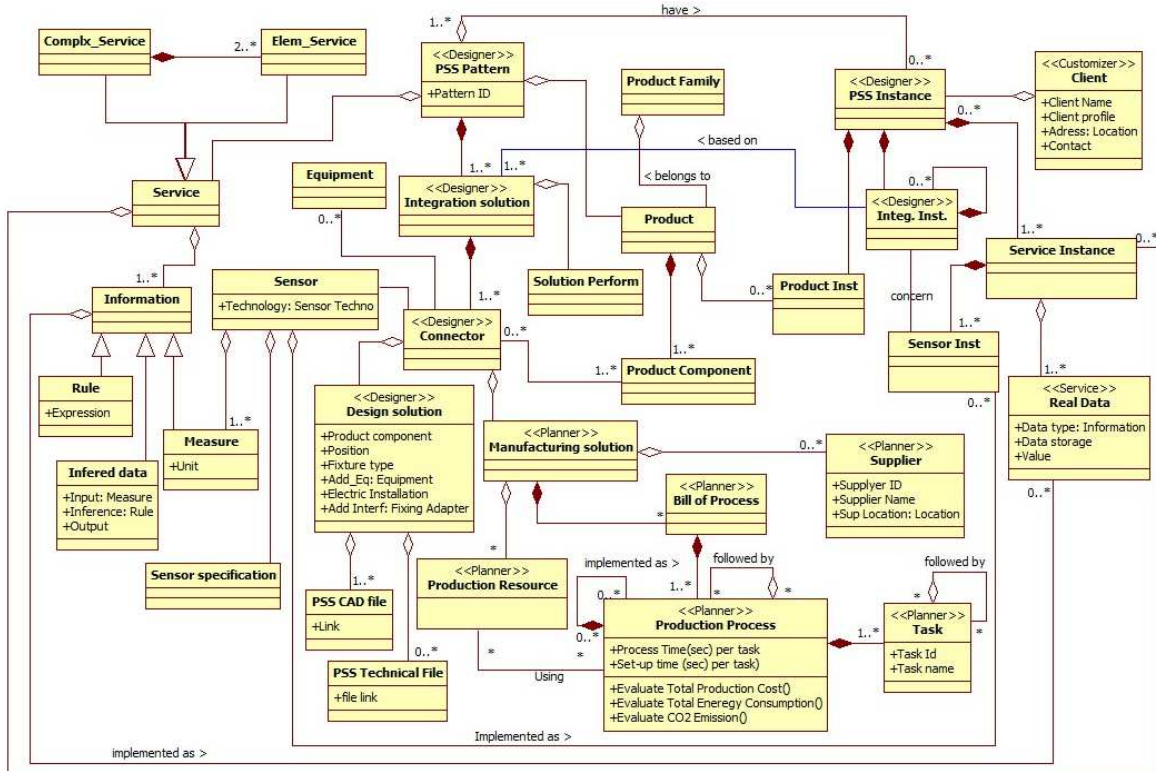 have >
1..*
0..*
Complx_Service
2..*
Elem_Service
<<Designer>>
PSS Pattern
+Pattern ID
Product Family
<<Designer>>
PSS Instance
0..*
<<Customizer>>
Client
+Client Name
+Client profile
+Adress: Location
+Contact
< based on
1..*
1..*
Equipment
0..*
<<Designer>>
Integration solution
< belongs to
0..*
<<Designer>>
Integ. Inst.
Service
Product
1..*
0..*
Service Instance
Solution Perform
1..*
Information
Sensor
+Technology: Sensor Techno
1..*
0..*
Product Inst
concern
<<Designer>>
Connector
0..*
1..*
Sensor Inst
1..*
Product Component
1..*
0..*
1..*
Rule
+Expression
<<Designer>>
Design solution
+Product component
+Position
+Fixture type
+Add_Eq: Equipment
+Electric Installation
+Add Interf: Fixing Adapter
<<Service>>
Real Data
+Data type: Information
+Data storage
+Value
0..*
1..*
Measure
+Unit
<<Planner>>
Manufacturing solution
0..*
<<Planner>>
Supplier
+Supplyer ID
+Supplier Name
+Sup Location: Location
Infered data
+Input: Measure
+Inference: Rule
+Output
<<Planner>>
Bill of Process
*
*
Sensor specification
<<Planner>>
Production Resource
implemented as >
followed by
followed by
1..*
PSS CAD file
+Link
0..*
0..*
1..*
*
*
<<Planner>>
Production Process
+Process Time(sec) per task
+Set-up time (sec) per task)
+Evaluate Total Production Cost()
+Evaluate Total Eneregy Consumption()
+Evaluate CO2 Emission()
1..*
*
*
<<Planner>>
Task
+Task Id
+Task name
*
*
Using
0..*
PSS Technical File
+file link
implemented as >
Implemented as >